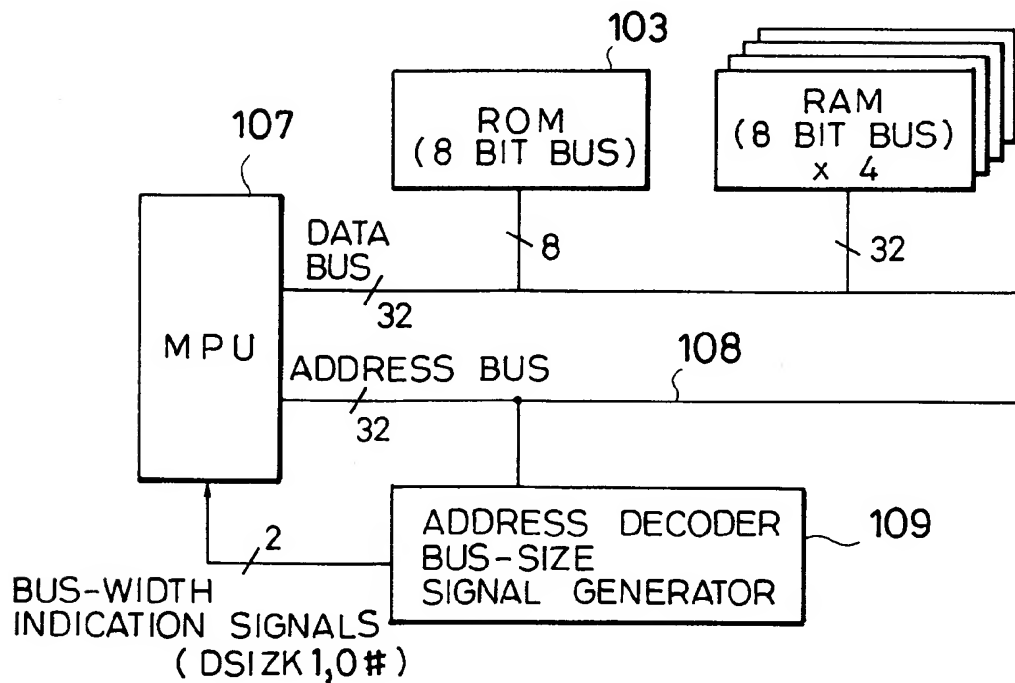 103
ROM
(8 BIT BUS)
RAM
(8 BIT BUS)
x 4
107
DATA
BUS
8
32
32
MPU
ADDRESS BUS
108
32
ADDRESS DECODER
BUS-SIZE
SIGNAL GENERATOR
109
2
BUS-WIDTH
INDICATION SIGNALS
(DSIZK1,0#)